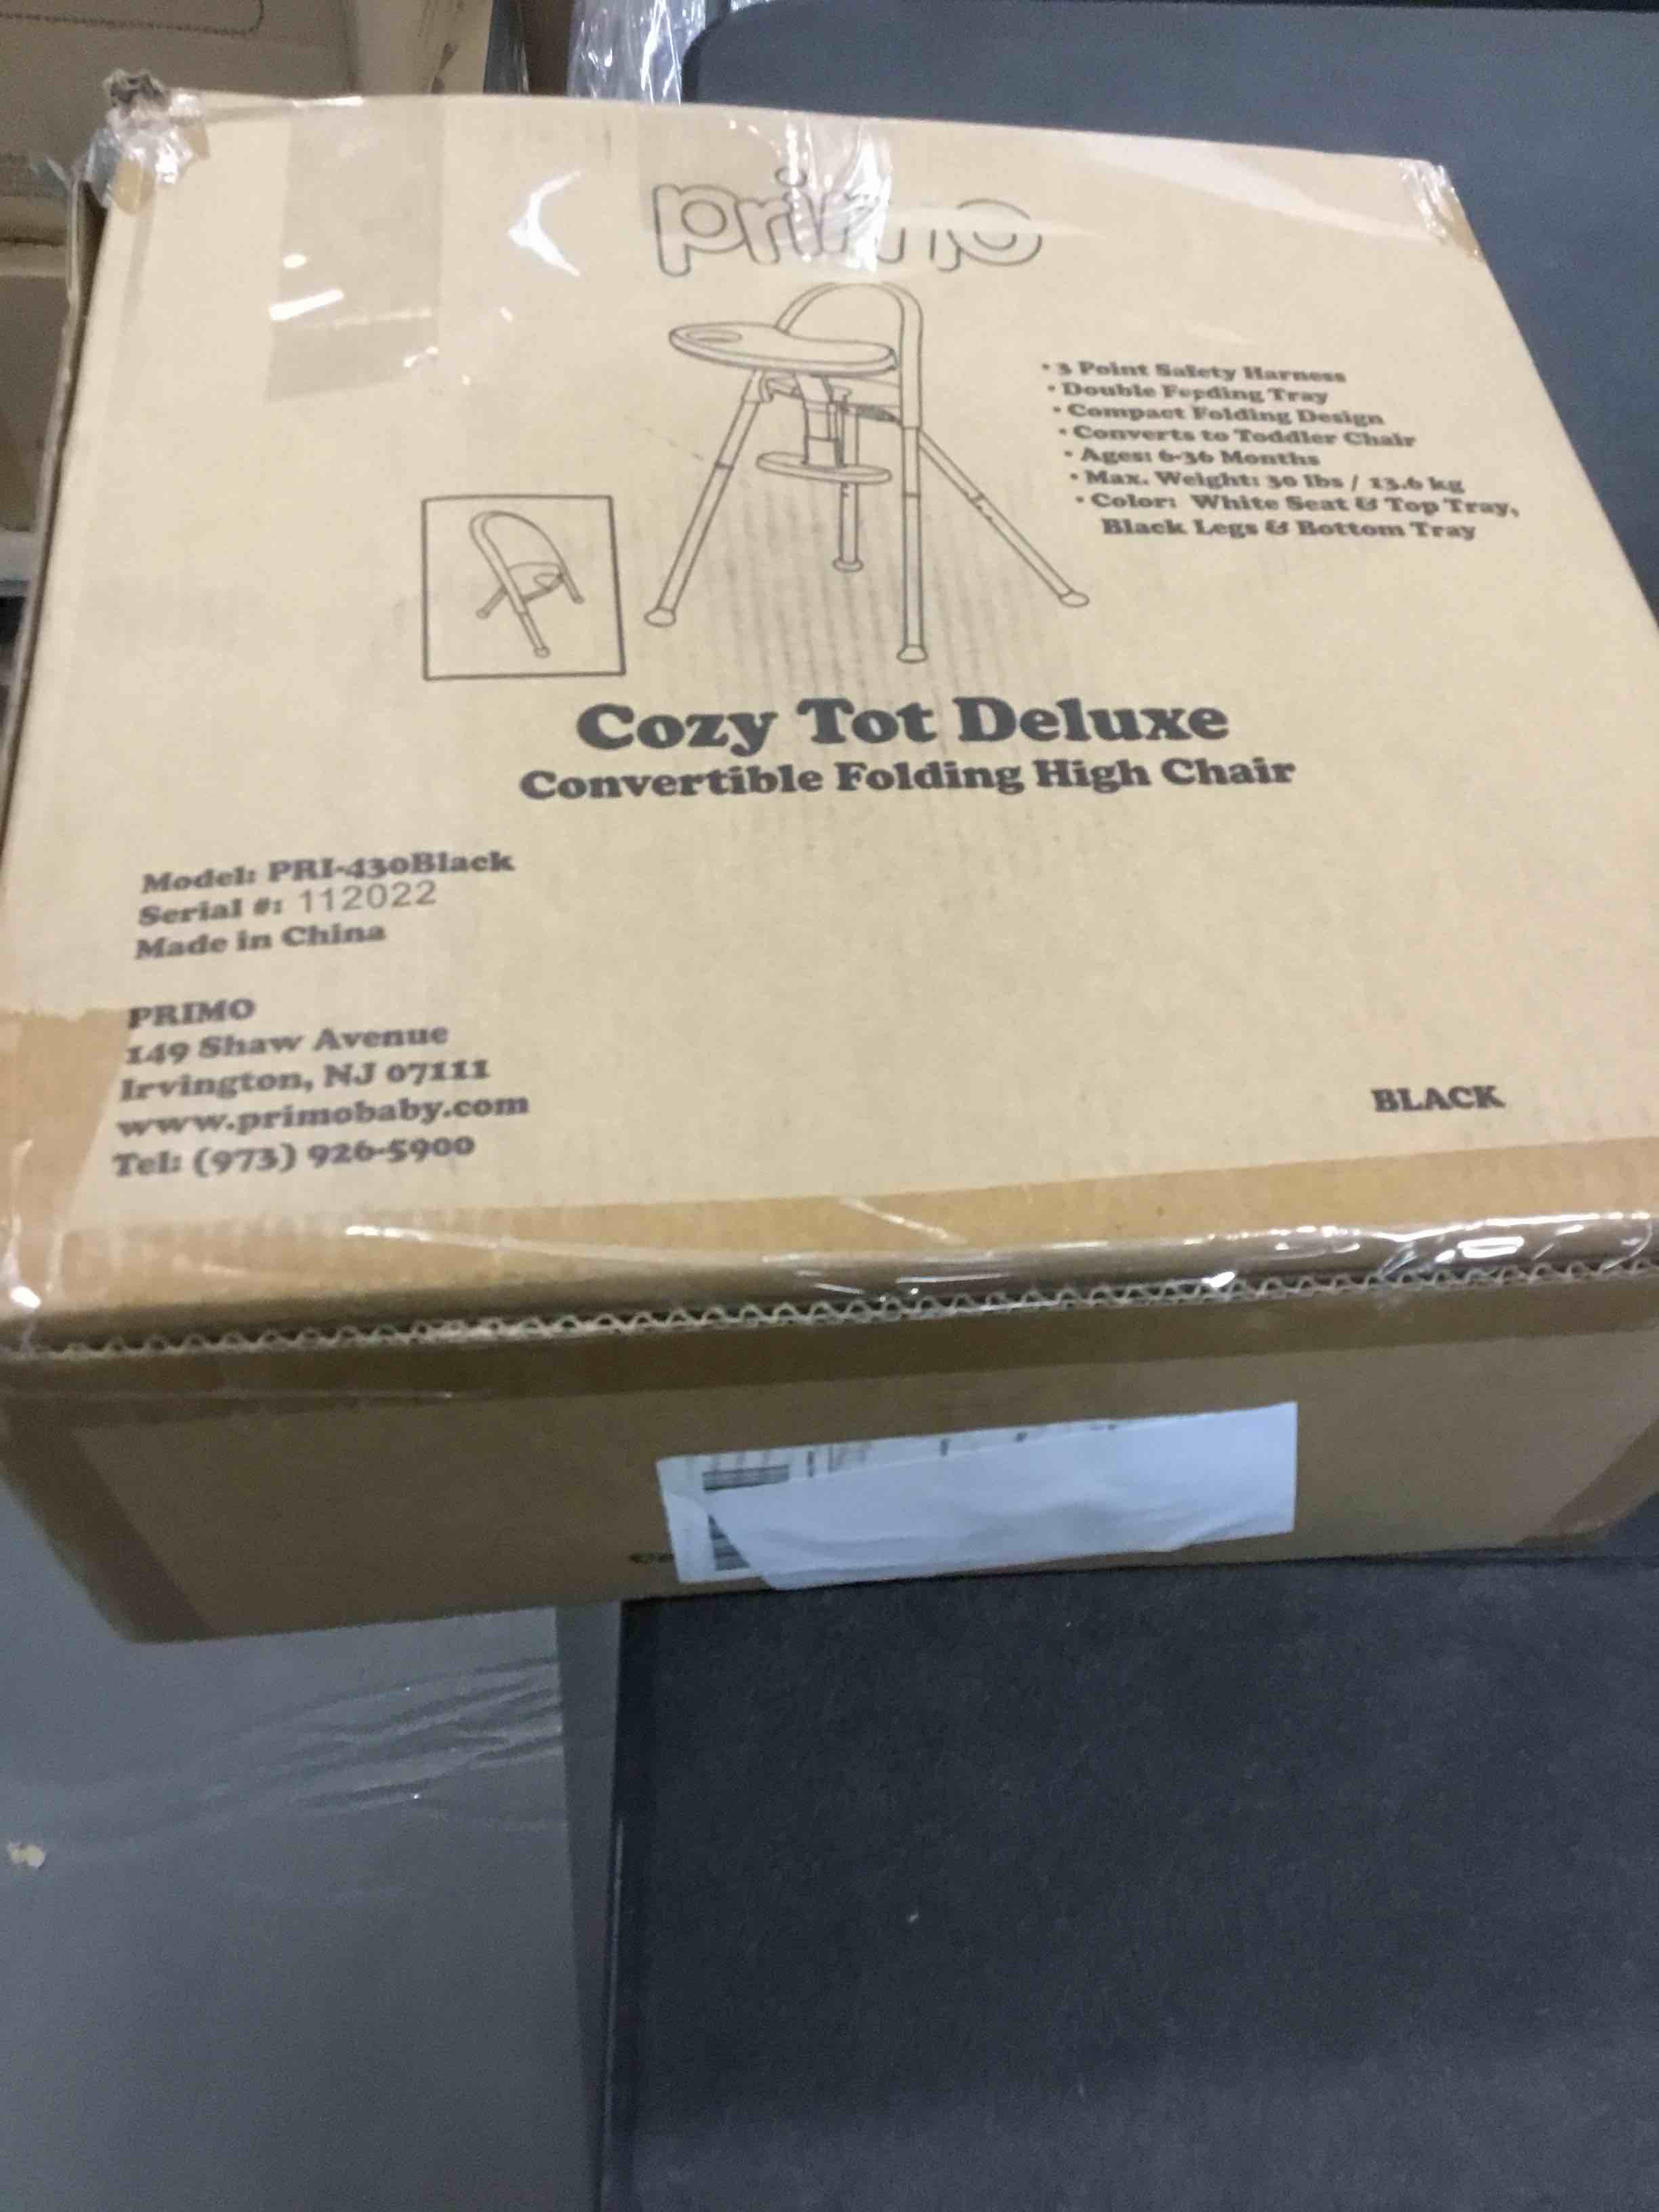 primo
• 3 Point Safety Harness
• Double Feeding Tray
• Compact Folding Design
• Converts to Toddler Chair
• Ages: 6-36 Months
• Max. Weight: 30 lbs / 13.6 kg
• Color: White Seat & Top Tray,
Black Legs & Bottom Tray
Cozy Tot Deluxe
Convertible Folding High Chair
Model: PRI-430Black
Serial #: 112022
Made in China
PRIMO
149 Shaw Avenue
Irvington, NJ 07111
www.primobaby.com
Tel: (973) 926-5900
BLACK